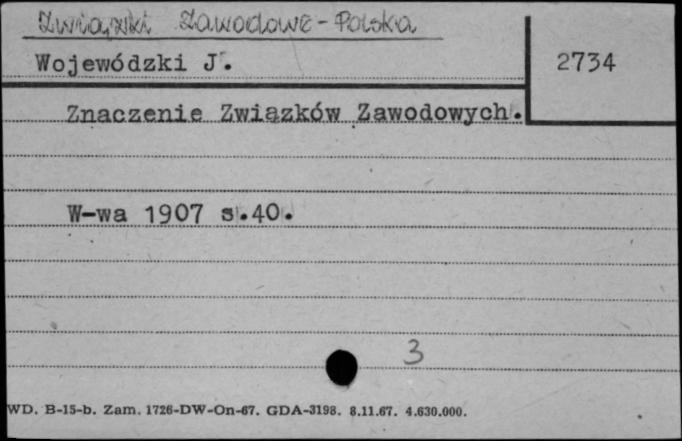 Związki Zawodowe - Polska
Wojewódzki J.
2734
Znaczenie Związków Zawodowych.
W-wa 1907 s.40.
3
WD. B-15-b. Zam. 1726-DW-On-67. GDA-3198. 8.11.67. 4.630.000.